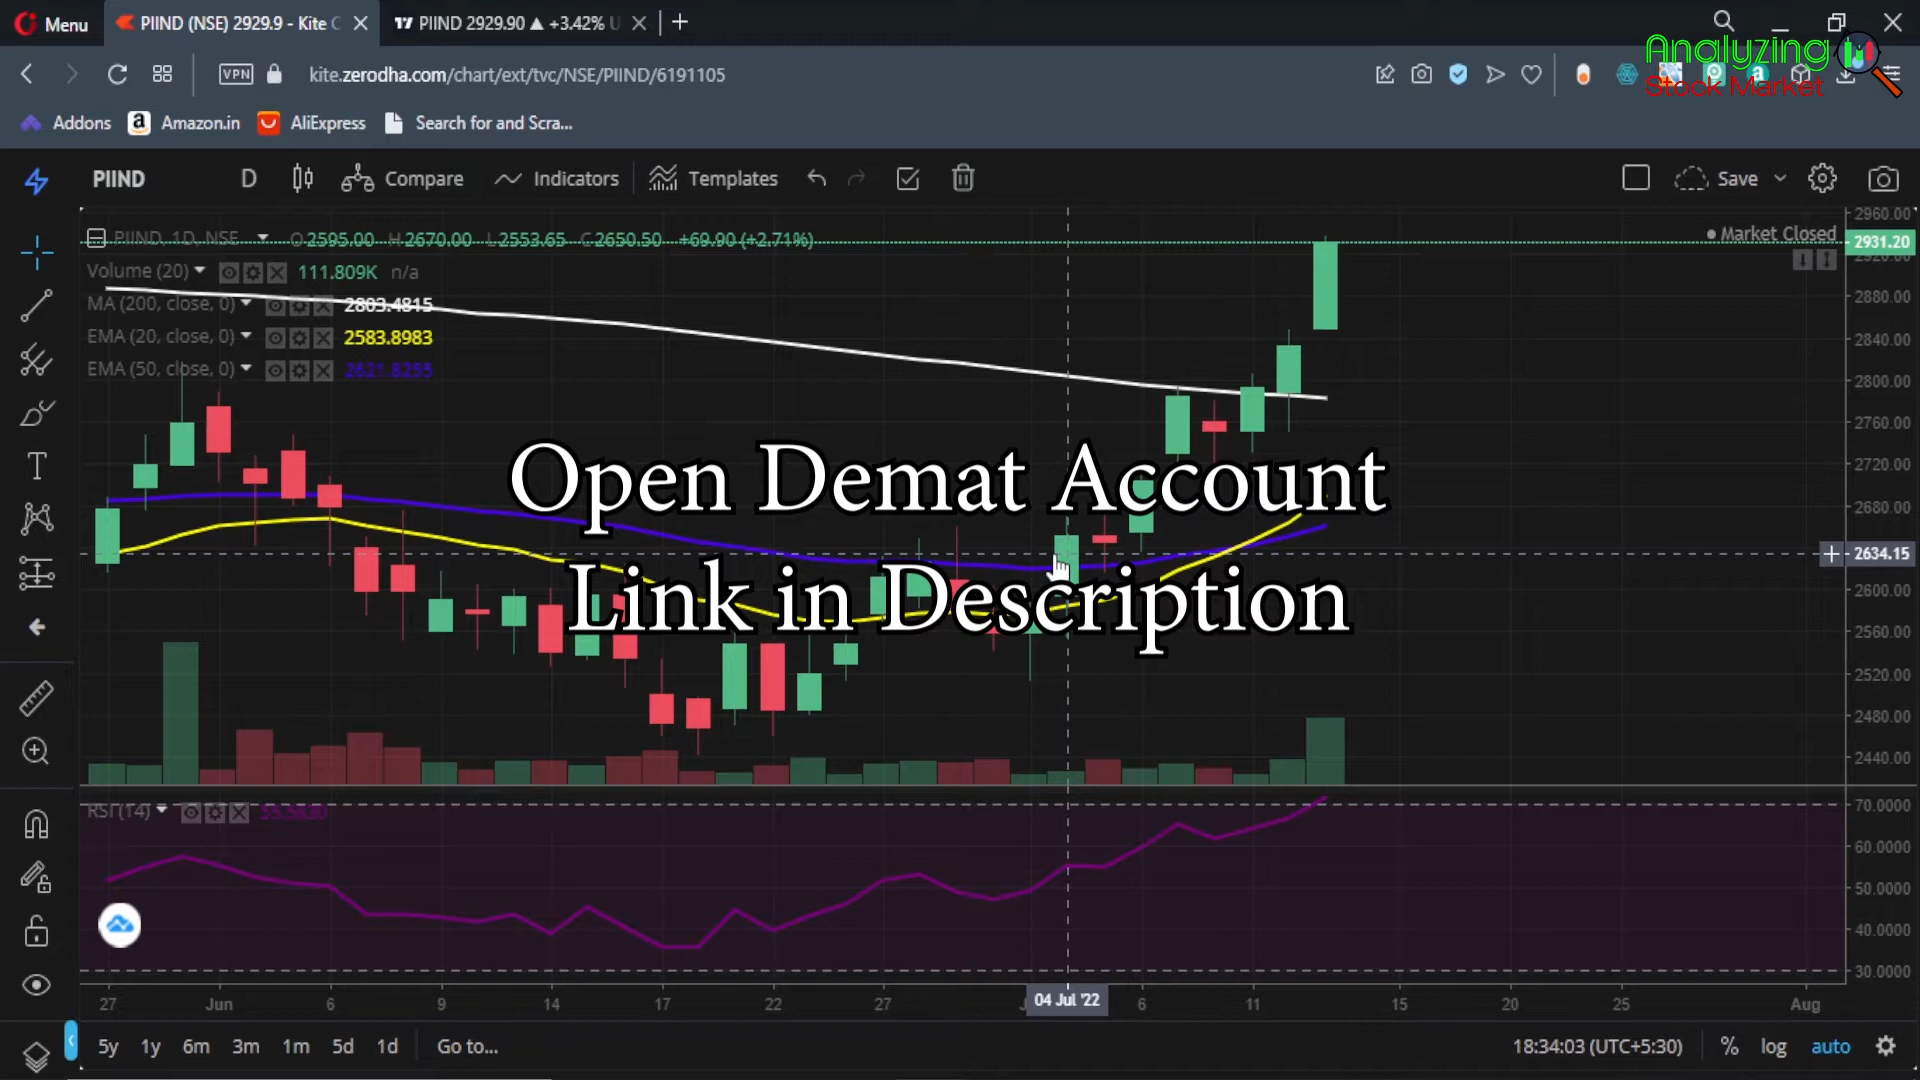 Menu
PIIND (NSE) 2929.9 - Kite C
PIIND 2929.90 ▲ +3.42% U
Analyzing
Stock Market
VPN
kite.zerodha.com/chart/ext/tvc/NSE/PIIND/6191105
Addons
Amazon.in
AliExpress
Search for and Scra...
PIIND
D
Compare
Indicators
Templates
Save
PIIND, 1D, NSE
O2595.00 H2670.00 L2553.65 C2650.50 +69.90 (+2.71%)
Market Closed
Volume (20)
111.809K n/a
MA (200, close, 0)
2803.4815
EMA (20, close, 0)
2583.8983
EMA (50, close, 0)
2621.8255
2960.00
2931.20
2920.00
2880.00
2840.00
2800.00
2760.00
2720.00
2680.00
2634.15
2600.00
2560.00
2520.00
2480.00
2440.00
Open Demat Account
Link in Description
RSI (14)
70.0000
60.0000
50.0000
40.0000
30.0000
27 Jun 6 9 14 17 22 27 04 Jul '22 6 11 15 20 25 Aug
5y 1y 6m 3m 1m 5d 1d Go to...
18:34:03 (UTC+5:30) % log auto